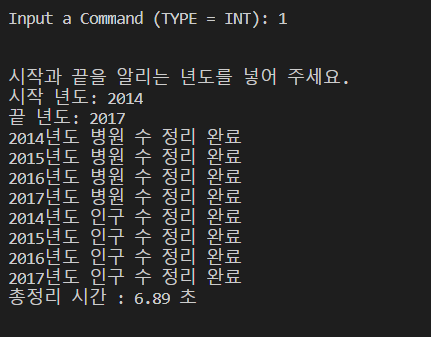 Input a Command (TYPE = INT): 1
시작과 끝을 알리는 년도를 넣어 주세요.
시작 년도: 2014
끝 년도: 2017
2014년도 병원 수 정리 완료
2015년도 병원 수 정리 완료
2016년도 병원 수 정리 완료
2017년도 병원 수 정리 완료
2014년도 인구 수 정리 완료
2015년도 인구 수 정리 완료
2016년도 인구 수 정리 완료
2017년도 인구 수 정리 완료
총정리 시간 : 6.89 초